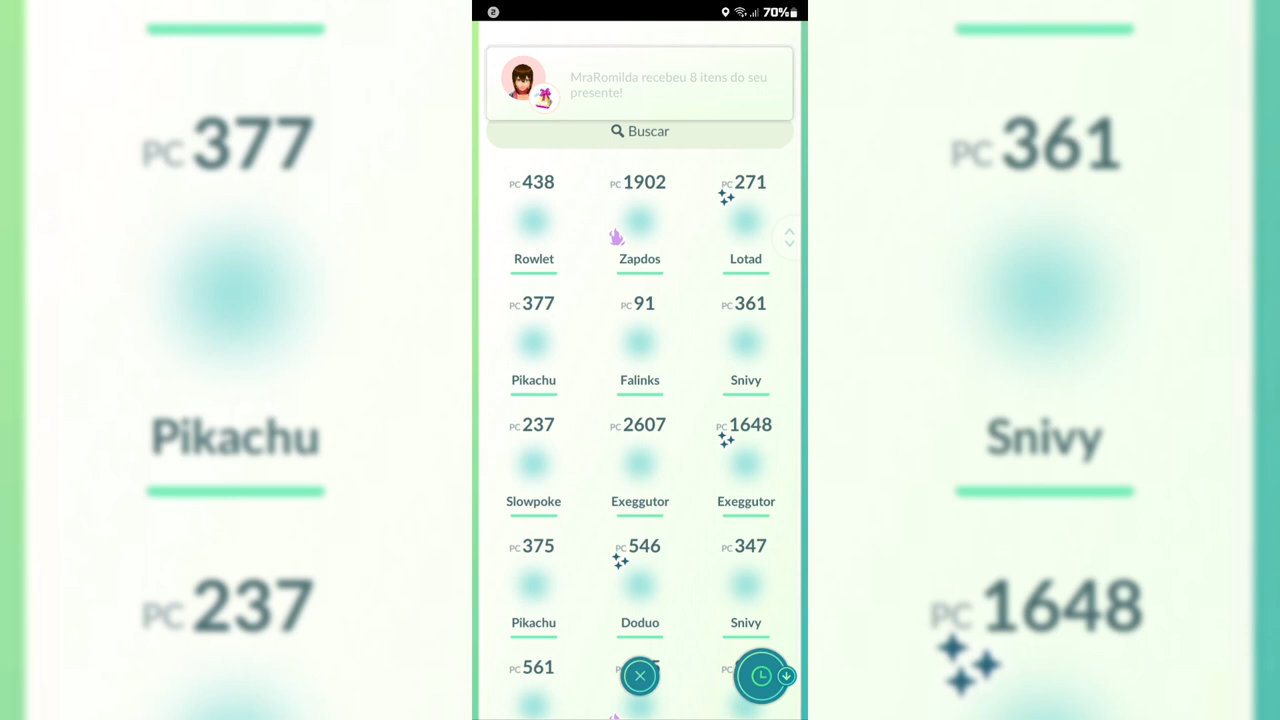 2
70%
MraRomilda recebeu 8 itens do seu
presente!
Buscar
PC 438 PC 1902 PC 271
Rowlet Zapdos Lotad
PC 377 PC 91 PC 361
Pikachu Falinks Snivy
PC 237 PC 2607 PC 1648
Slowpoke Exeggutor Exeggutor
PC 375 PC 546 PC 347
Pikachu Doduo Snivy
PC 561 PC
PC 377
Pikachu
PC 237
PC 361
Snivy
PC 1648